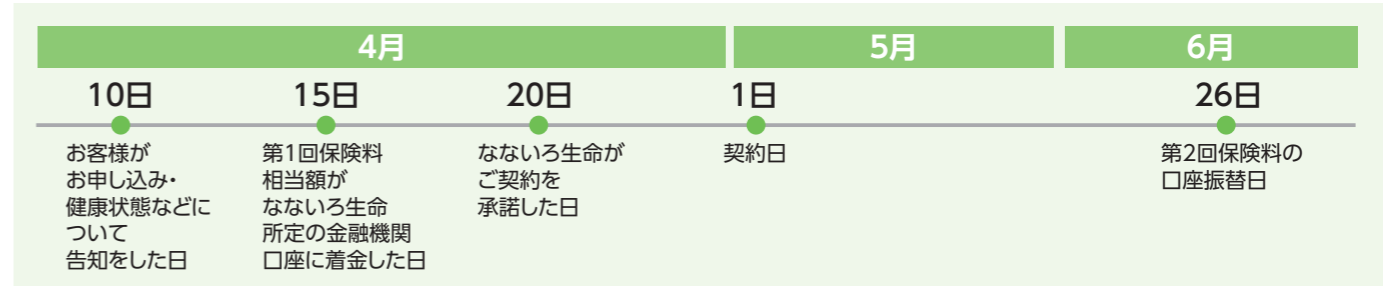 4月
5月
6月
10日
15日
20日
1日
26日
お客様が
お申し込み・
健康状態などに
ついて
告知をした日
第1回保険料
相当額が
なないろ生命
所定の金融機関
口座に着金した日
なないろ生命が
ご契約を
承諾した日
契約日
第2回保険料の
口座振替日